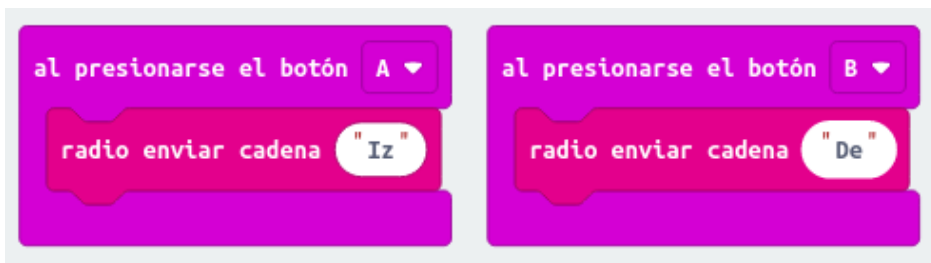 al presionarse el botón A
radio enviar cadena "Iz"
al presionarse el botón B
radio enviar cadena "De"